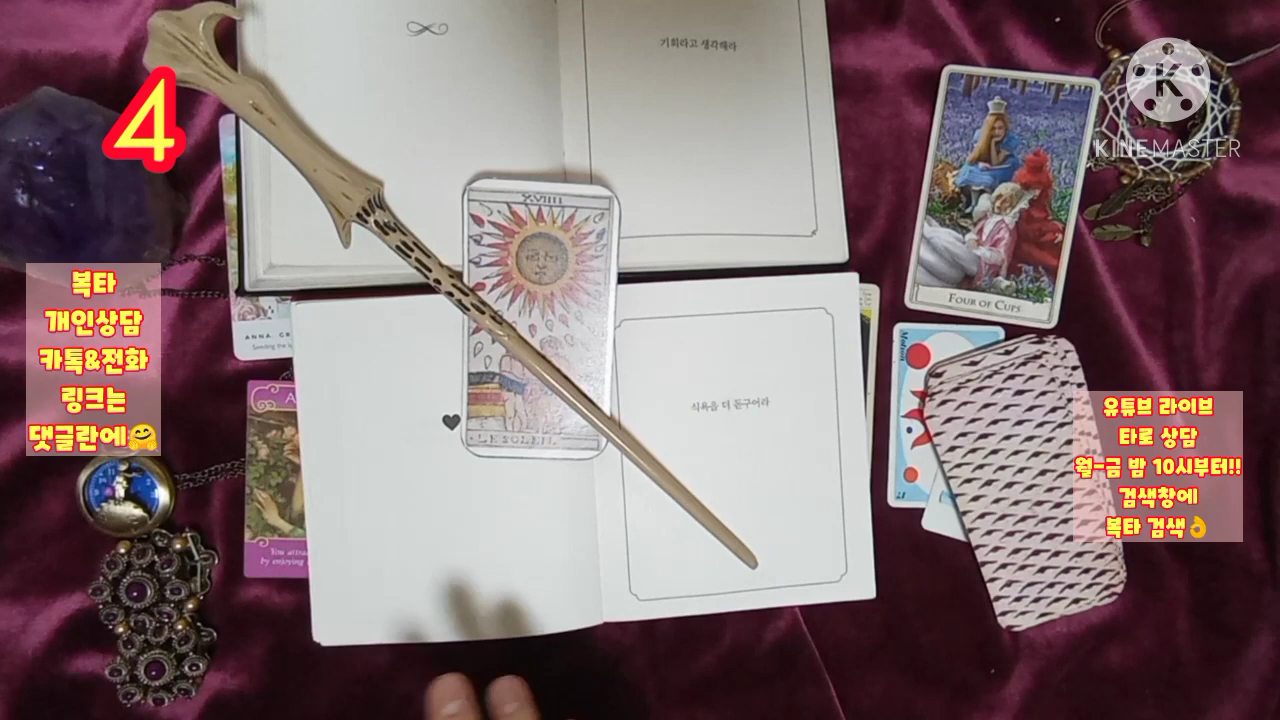 4
기회라고 생각해라
KINEMASTER
XVIIII
FOUR OF CUPS
복타
개인상담
카톡&전화
링크는
댓글란에🤗
ANNA. GR
Motion
식욕을 더 돋구어라
LE SOLEIL
유튜브 라이브
타로 상담
월-금 밤 10시부터!!
검색창에
복타 검색👌
You attra
by enjoying